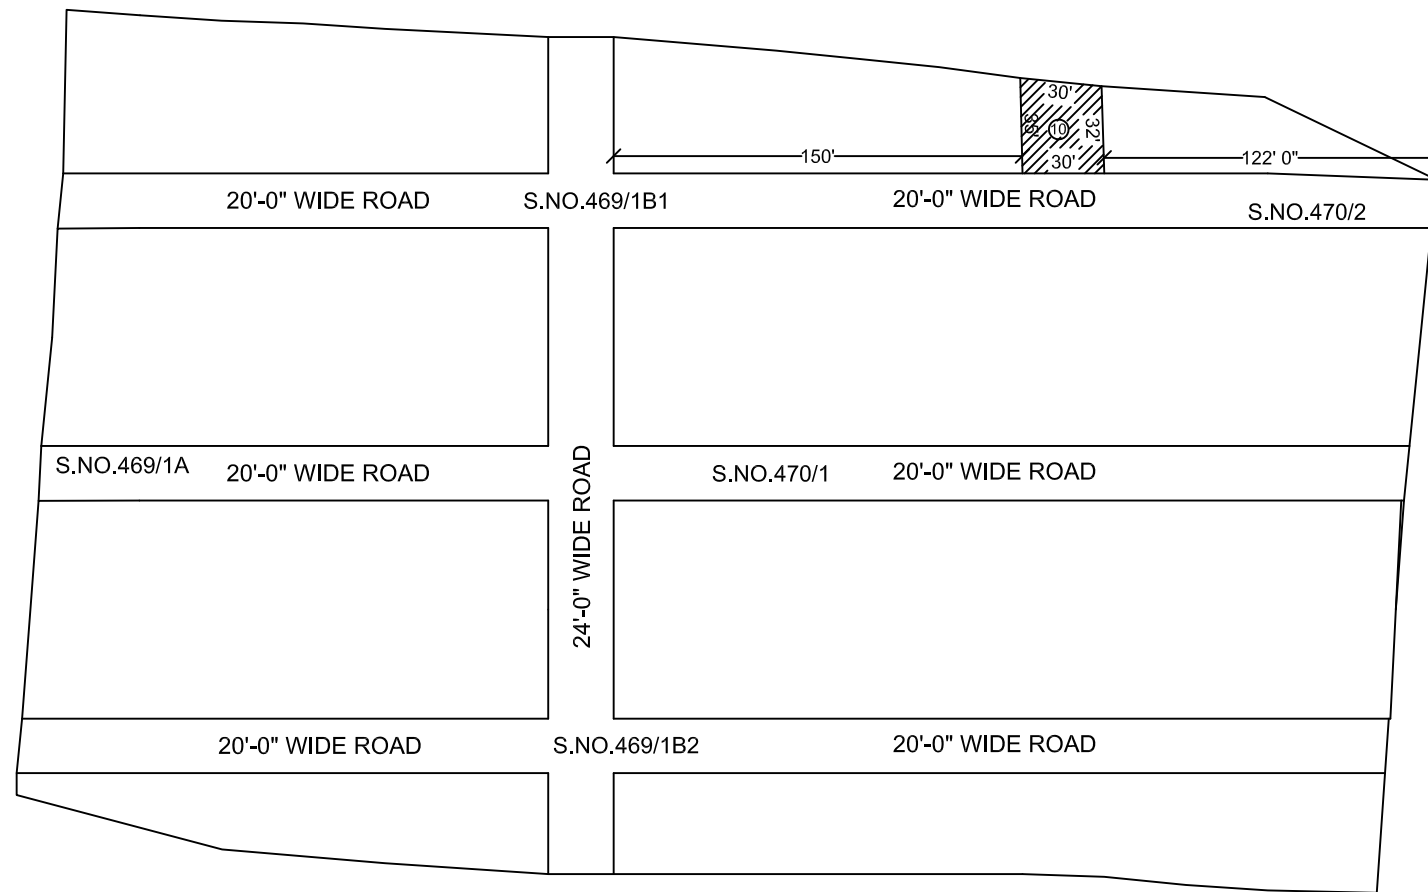 30'
35'
10
32'
30'
150'
122' 0"
20'-0" WIDE ROAD
S.NO.469/1B1
20'-0" WIDE ROAD
S.NO.470/2
S.NO.469/1A
20'-0" WIDE ROAD
24'-0" WIDE ROAD
S.NO.470/1
20'-0" WIDE ROAD
20'-0" WIDE ROAD
S.NO.469/1B2
20'-0" WIDE ROAD